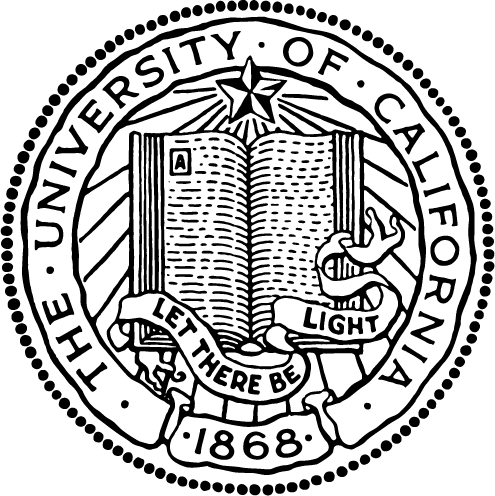 ·THE·UNIVERSITY·OF·CALIFORNIA·
A
LET THERE BE
LIGHT
·1868·